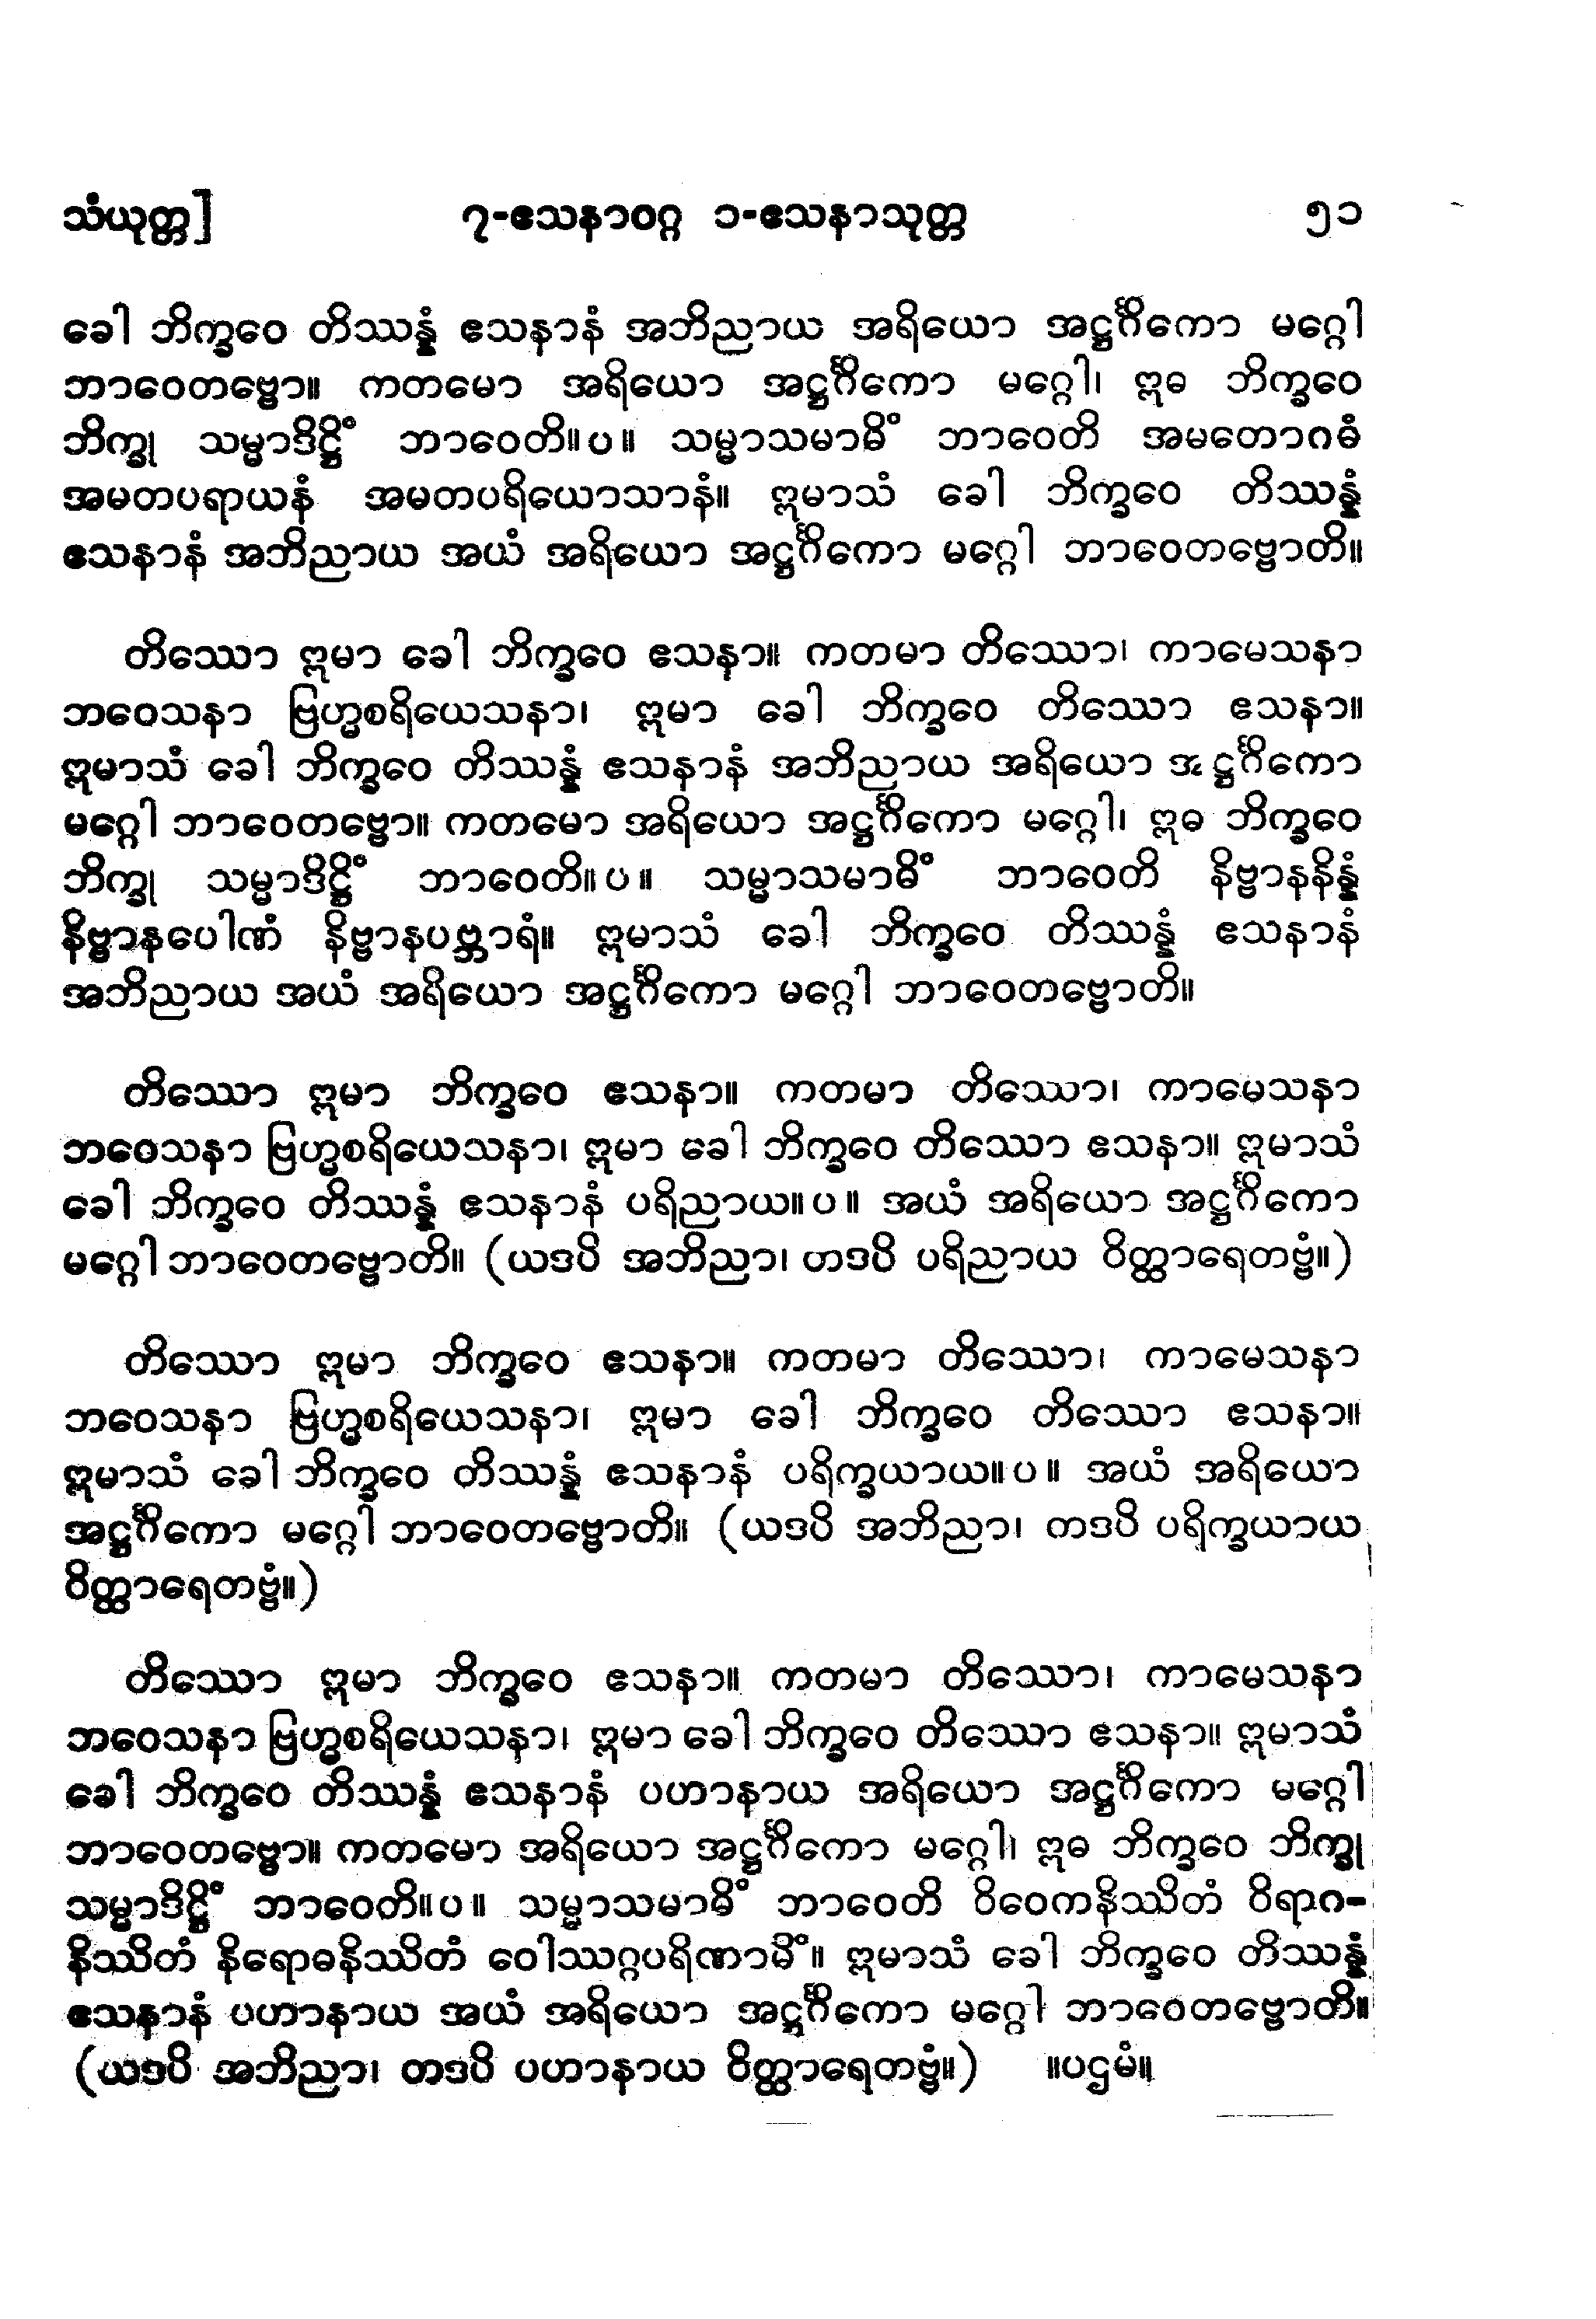 သံယုတ္တ] ၇-ဧသနာဝဂ္ဂ ၁-ဧသနာသုတ္တ ၅၁
ခေါ ဘိက္ခဝေ တိဿန္နံ ဧသနာနံ အဘိညာယ အရိယော အဋ္ဌင်္ဂိကော မဂ္ဂေါ
ဘာဝေတဗ္ဗော။ ကတမော အရိယော အဋ္ဌင်္ဂိကော မဂ္ဂေါ၊ ဣဓ ဘိက္ခဝေ
ဘိက္ခု သမ္မာဒိဋ္ဌိံ ဘာဝေတိ။ပ။ သမ္မာသမာဓိံ ဘာဝေတိ အမတောဂဓံ
အမတပရာယနံ အမတပရိယောသာနံ။ ဣမာသံ ခေါ ဘိက္ခဝေ တိဿန္နံ
ဧသနာနံ အဘိညာယ အယံ အရိယော အဋ္ဌင်္ဂိကော မဂ္ဂေါ ဘာဝေတဗ္ဗောတိ။
တိဿော ဣမာ ခေါ ဘိက္ခဝေ ဧသနာ။ ကတမာ တိဿော၊ ကာမေသနာ
ဘဝေသနာ ဗြဟ္မစရိယေသနာ၊ ဣမာ ခေါ ဘိက္ခဝေ တိဿော ဧသနာ။
ဣမာသံ ခေါ ဘိက္ခဝေ တိဿန္နံ ဧသနာနံ အဘိညာယ အရိယော အဋ္ဌင်္ဂိကော
မဂ္ဂေါ ဘာဝေတဗ္ဗော။ ကတမော အရိယော အဋ္ဌင်္ဂိကော မဂ္ဂေါ၊ ဣဓ ဘိက္ခဝေ
ဘိက္ခု သမ္မာဒိဋ္ဌိံ ဘာဝေတိ။ပ။ သမ္မာသမာဓိံ ဘာဝေတိ နိဗ္ဗာနနိန္နံ
နိဗ္ဗာနပေါဏံ နိဗ္ဗာနပဗ္ဘာရံ။ ဣမာသံ ခေါ ဘိက္ခဝေ တိဿန္နံ ဧသနာနံ
အဘိညာယ အယံ အရိယော အဋ္ဌင်္ဂိကော မဂ္ဂေါ ဘာဝေတဗ္ဗောတိ။
တိဿော ဣမာ ဘိက္ခဝေ ဧသနာ။ ကတမာ တိဿော၊ ကာမေသနာ
ဘဝေသနာ ဗြဟ္မစရိယေသနာ၊ ဣမာ ခေါ ဘိက္ခဝေ တိဿော ဧသနာ။ ဣမာသံ
ခေါ ဘိက္ခဝေ တိဿန္နံ ဧသနာနံ ပရိညာယ။ပ။ အယံ အရိယော အဋ္ဌင်္ဂိကော
မဂ္ဂေါ ဘာဝေတဗ္ဗောတိ။ (ယဒပိ အဘိညာ၊ တဒပိ ပရိညာယ ဝိတ္ထာရေတဗ္ဗံ။)
တိဿော ဣမာ ဘိက္ခဝေ ဧသနာ။ ကတမာ တိဿော၊ ကာမေသနာ
ဘဝေသနာ ဗြဟ္မစရိယေသနာ၊ ဣမာ ခေါ ဘိက္ခဝေ တိဿော ဧသနာ။
ဣမာသံ ခေါ ဘိက္ခဝေ တိဿန္နံ ဧသနာနံ ပရိက္ခယာယ။ပ။ အယံ အရိယော
အဋ္ဌင်္ဂိကော မဂ္ဂေါ ဘာဝေတဗ္ဗောတိ။ (ယဒပိ အဘိညာ၊ တဒပိ ပရိက္ခယာယ
ဝိတ္ထာရေတဗ္ဗံ။)
တိဿော ဣမာ ဘိက္ခဝေ ဧသနာ။ ကတမာ တိဿော၊ ကာမေသနာ
ဘဝေသနာ ဗြဟ္မစရိယေသနာ၊ ဣမာ ခေါ ဘိက္ခဝေ တိဿော ဧသနာ။ ဣမာသံ
ခေါ ဘိက္ခဝေ တိဿန္နံ ဧသနာနံ ပဟာနာယ အရိယော အဋ္ဌင်္ဂိကော မဂ္ဂေါ
ဘာဝေတဗ္ဗော။ ကတမော အရိယော အဋ္ဌင်္ဂိကော မဂ္ဂေါ၊ ဣဓ ဘိက္ခဝေ ဘိက္ခု
သမ္မာဒိဋ္ဌိံ ဘာဝေတိ။ပ။ သမ္မာသမာဓိံ ဘာဝေတိ ဝိဝေကနိဿိတံ ဝိရာဂ-
နိဿိတံ နိရောဓနိဿိတံ ဝေါဿဂ္ဂပရိဏာမိံ။ ဣမာသံ ခေါ ဘိက္ခဝေ တိဿန္နံ
ဧသနာနံ ပဟာနာယ အယံ အရိယော အဋ္ဌင်္ဂိကော မဂ္ဂေါ ဘာဝေတဗ္ဗောတိ။
(ယဒပိ အဘိညာ၊ တဒပိ ပဟာနာယ ဝိတ္ထာရေတဗ္ဗံ။) ။ပဌမံ။